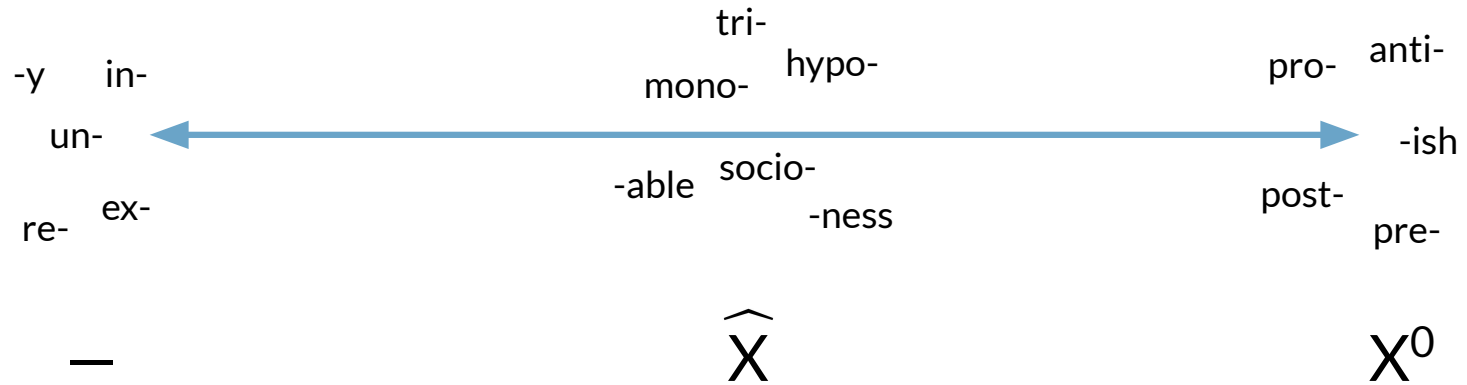 tri-
-y in- mono- hypo- pro- anti-
un- -ish
-able socio- -ness post-
re- ex- pre-
— X̂ X⁰